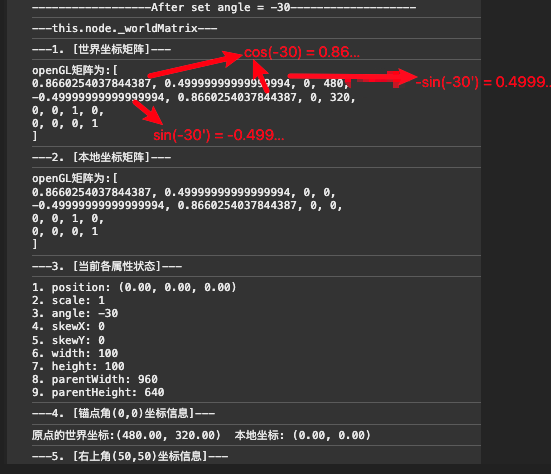 ------------------After set angle = -30-------------------
---this.node._worldMatrix---
---1. [世界坐标矩阵]---
cos(-30) = 0.86...
openGL矩阵为:[
0.8660254037844387, 0.49999999999999994, 0, 480,
-sin(-30') = 0.4999..
-0.49999999999999994, 0.8660254037844387, 0, 320,
0, 0, 1, 0,
0, 0, 0, 1
]
sin(-30') = -0.499...
---2. [本地坐标矩阵]---
openGL矩阵为:[
0.8660254037844387, 0.49999999999999994, 0, 0,
-0.49999999999999994, 0.8660254037844387, 0, 0,
0, 0, 1, 0,
0, 0, 0, 1
]
---3. [当前各属性状态]---
1. position: (0.00, 0.00, 0.00)
2. scale: 1
3. angle: -30
4. skewX: 0
5. skewY: 0
6. width: 100
7. height: 100
8. parentWidth: 960
9. parentHeight: 640
---4. [锚点角(0,0)坐标信息]---
原点的世界坐标:(480.00, 320.00)  本地坐标: (0.00, 0.00)
---5. [右上角(50,50)坐标信息]---